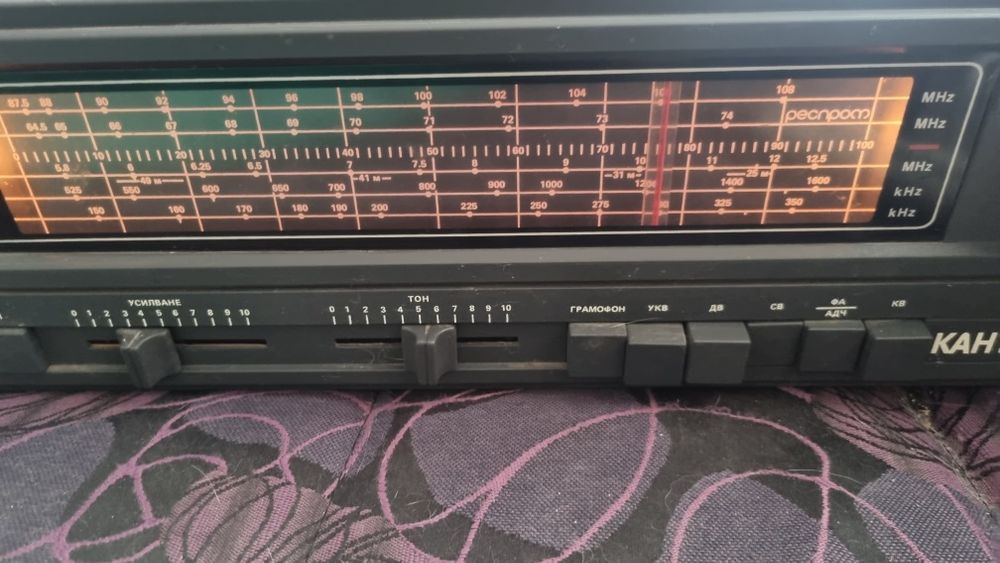 87.5 88 90 92 94 96 98 100 102 104 108 MHz
64.5 65 66 67 68 69 70 71 72 73 74 респром MHz
0 10 20 30 40 50 60 70 80 90 100
5.8 6 6.25 6.5 7 7.5 8 9 10 11 12 12.5 MHz
49 м 41 м 31 м 25 м
525 550 600 650 700 800 900 1000 1200 1400 1600 kHz
150 160 170 180 190 200 225 250 275 325 350 kHz
УСИЛВАНЕ ТОН
0 1 2 3 4 5 6 7 8 9 10 0 1 2 3 4 5 6 7 8 9 10
ГРАМОФОН УКВ ДВ СВ ФА КВ
АДЧ